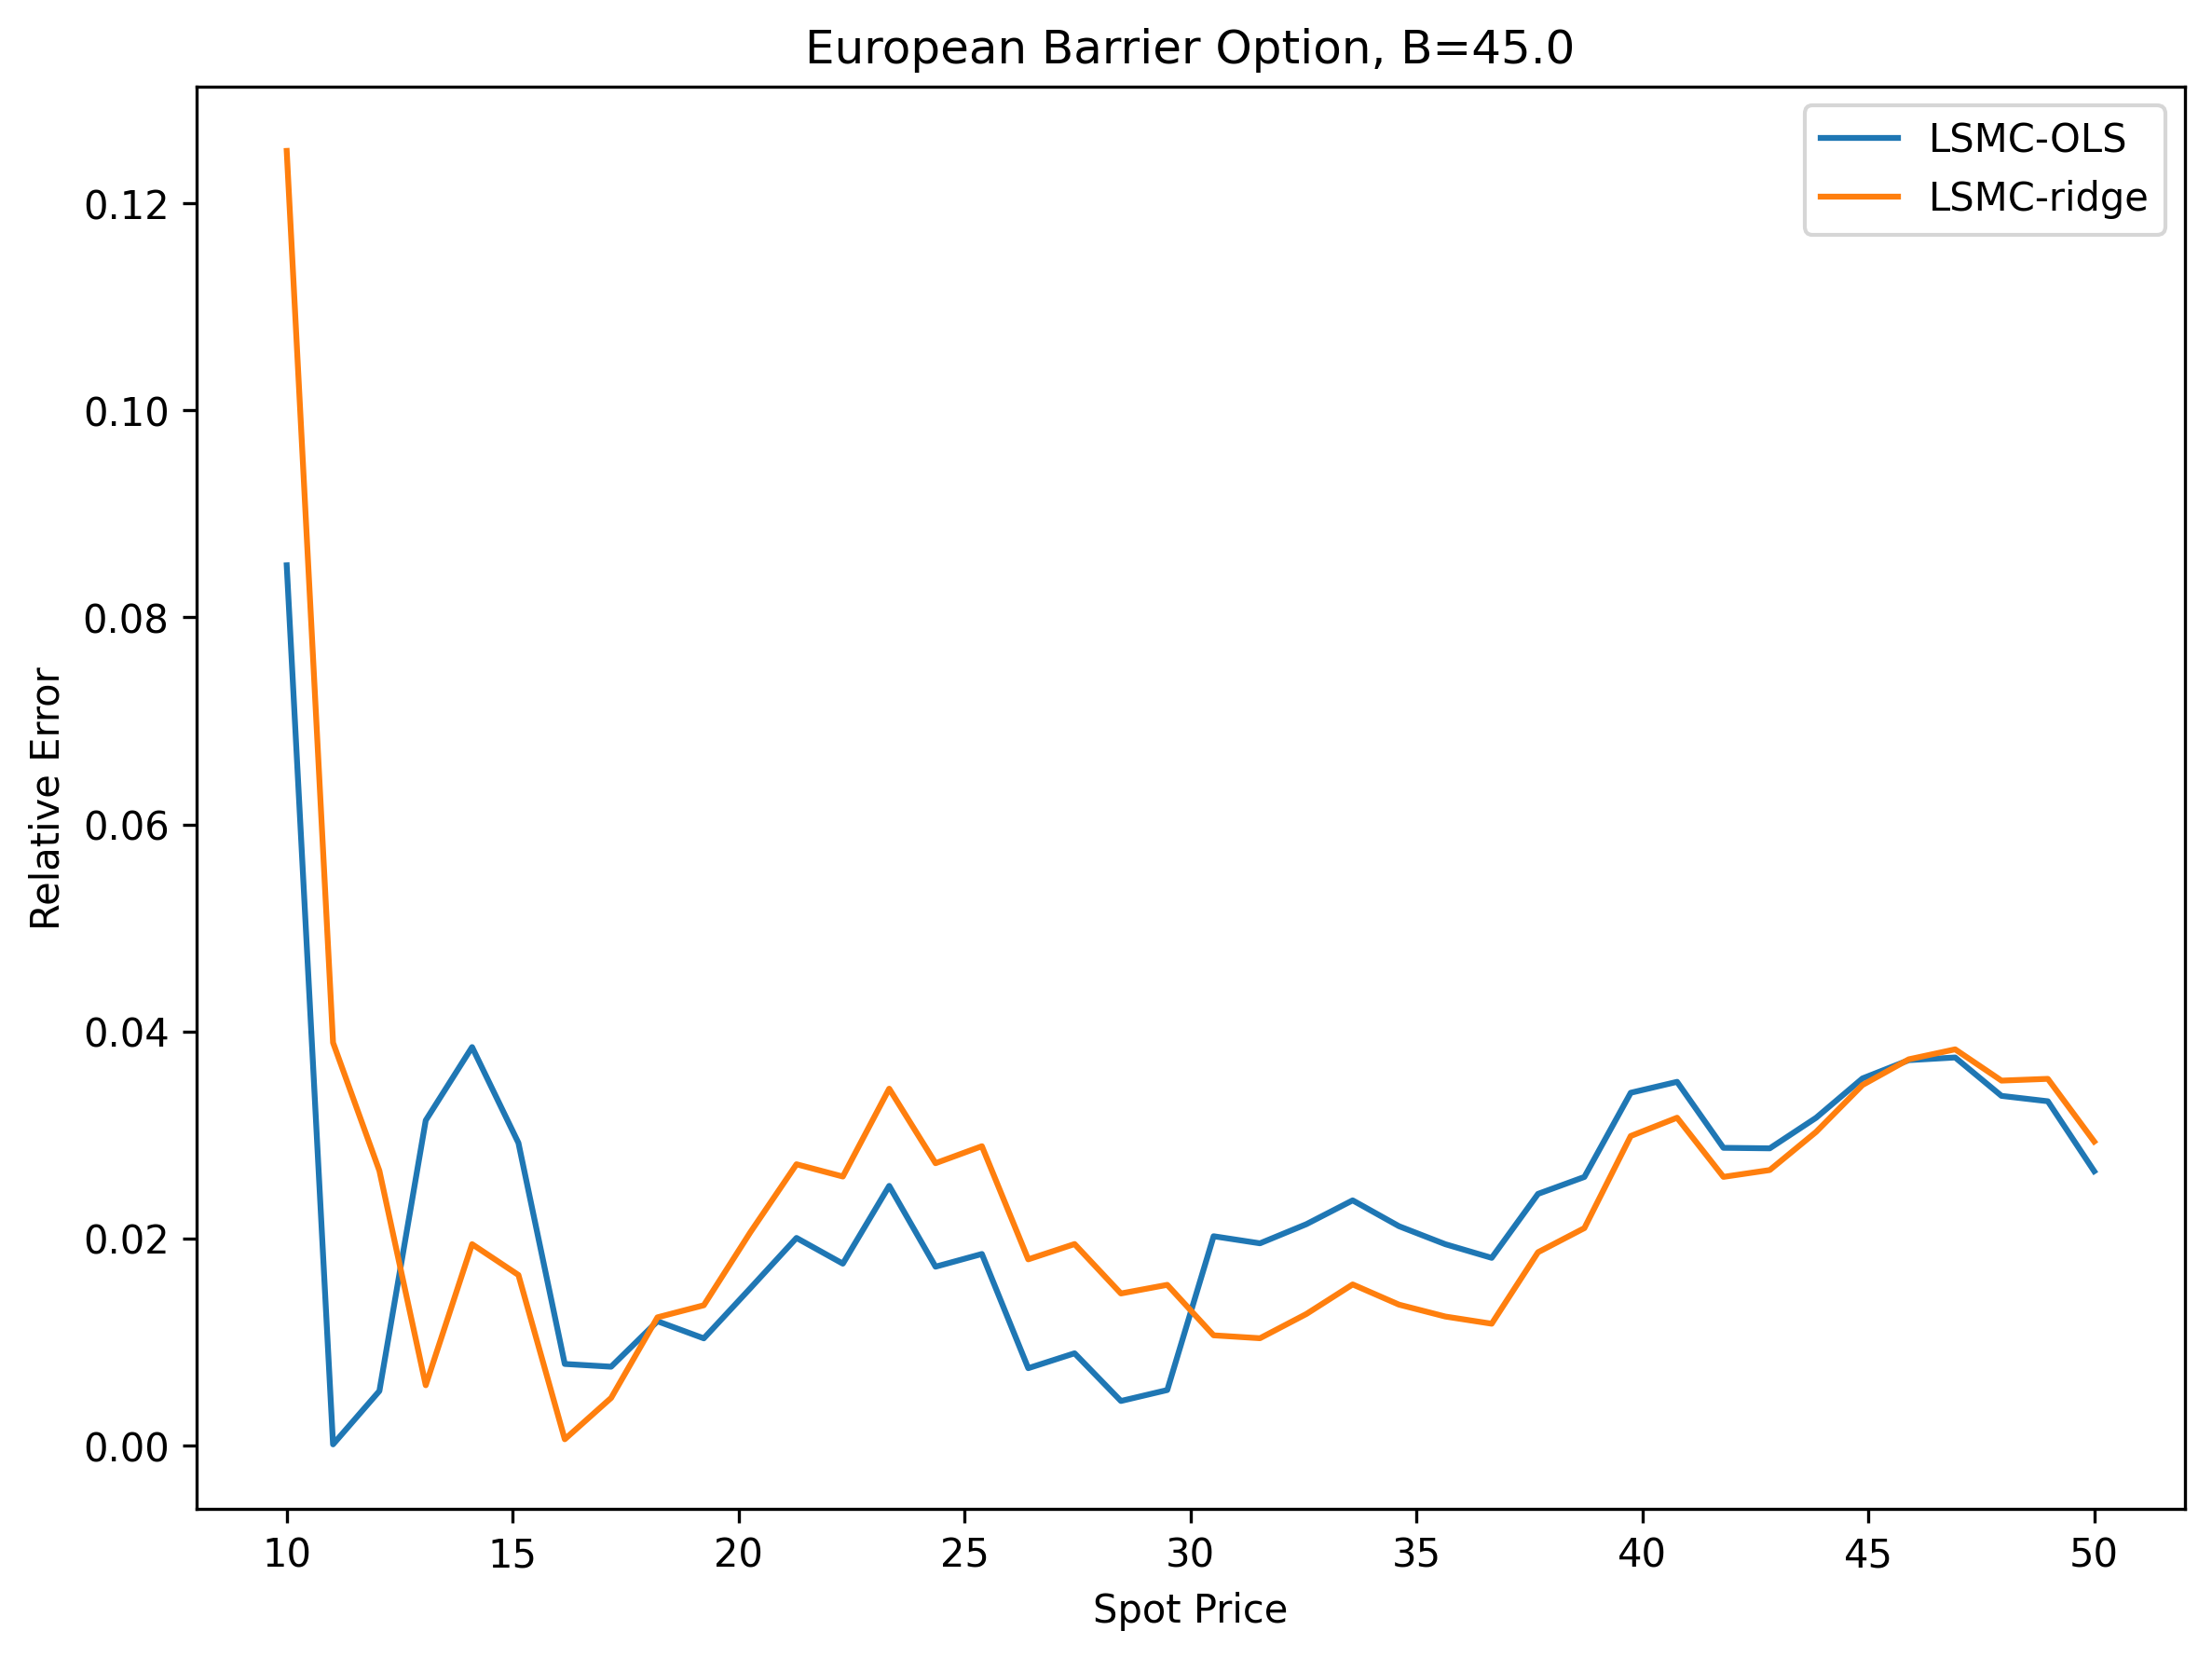 European Barrier Option, B=45.0
LSMC-OLS
LSMC-ridge
0.12
0.10
0.08
0.06
0.04
0.02
0.00
Relative Error
10 15 20 25 30 35 40 45 50
Spot Price